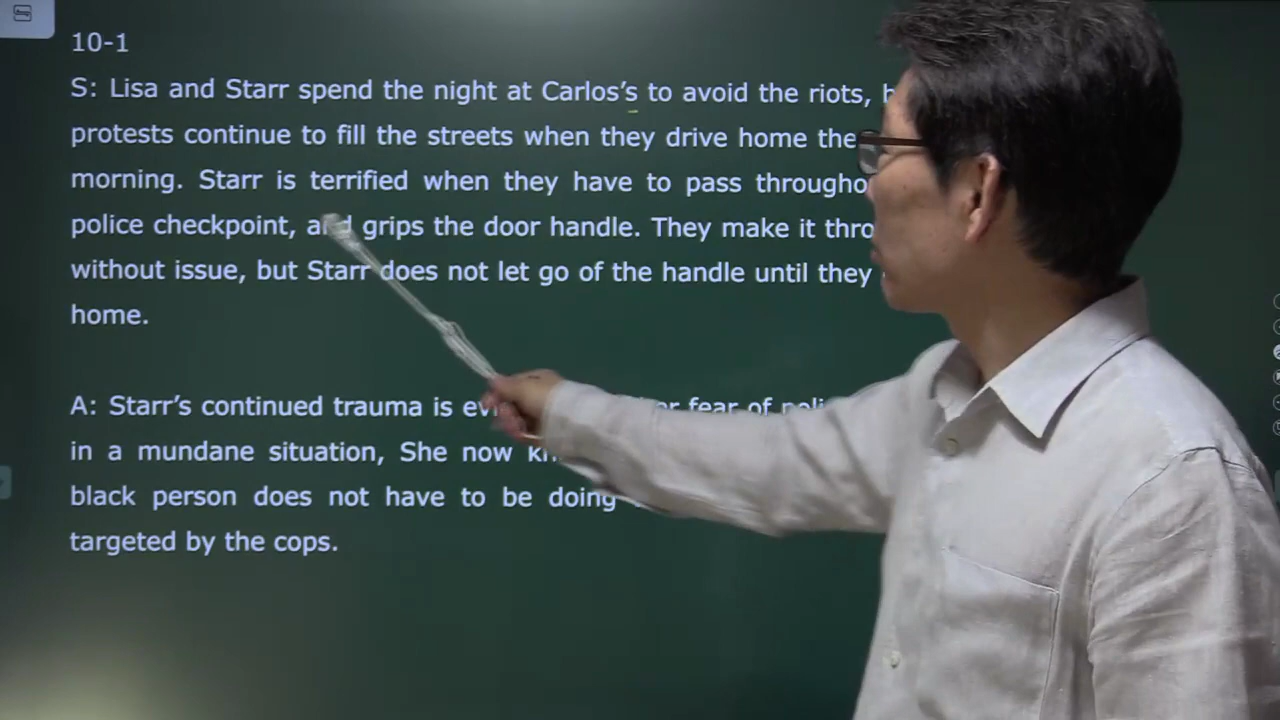 10-1
S: Lisa and Starr spend the night at Carlos's to avoid the riots,
protests continue to fill the streets when they drive home the
morning. Starr is terrified when they have to pass
police checkpoint, and grips the door handle. They make it
without issue, but Starr does not let go of the handle until they
home.
A: Starr's continued trauma is fear of
in a mundane situation, She now
black person does not have to be doing
targeted by the cops.